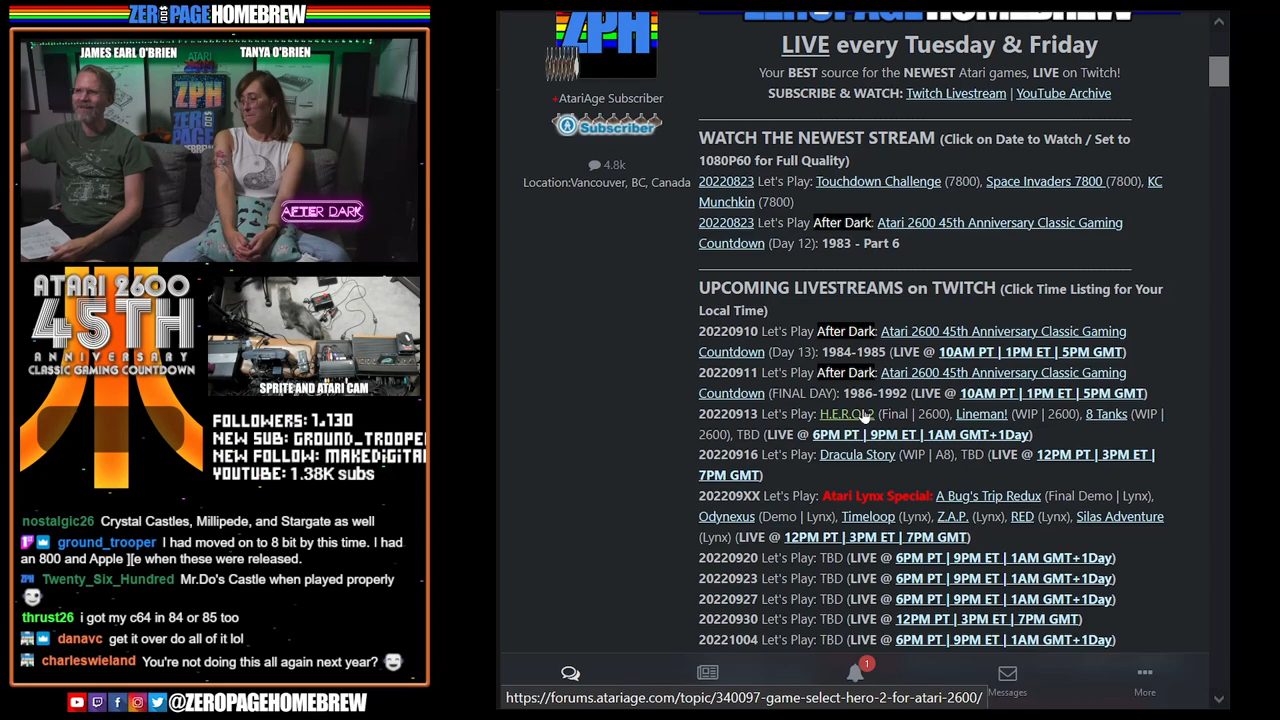 ZERO PAGE HOMEBREW
JAMES EARL O'BRIEN
TANYA O'BRIEN
AFTER DARK
ATARI 2600
45TH
ANNIVERSARY
CLASSIC GAMING COUNTDOWN
SPRITE AND ATARI CAM
FOLLOWERS: 1,130
NEW SUB: GROUND_TROOPE
NEW FOLLOW: MAKEDIGITA
YOUTUBE: 1.38K subs
nostalgic26 Crystal Castles, Millipede, and Stargate as well
ground_trooper I had moved on to 8 bit by this time. I had
an 800 and Apple ][e when these were released.
Twenty_Six_Hundred Mr.Do's Castle when played properly
thrust26 i got my c64 in 84 or 85 too
danavc get it over do all of it lol
charleswieland You're not doing this all again next year?
@ZEROPAGEHOMEBREW
ZPH
+AtariAge Subscriber
Subscriber
4.8k
Location:Vancouver, BC, Canada
ZEROPAGEHOMEBREW
LIVE every Tuesday & Friday
Your BEST source for the NEWEST Atari games, LIVE on Twitch!
SUBSCRIBE & WATCH: Twitch Livestream | YouTube Archive
WATCH THE NEWEST STREAM (Click on Date to Watch / Set to
1080P60 for Full Quality)
20220823 Let's Play: Touchdown Challenge (7800), Space Invaders 7800 (7800), KC
Munchkin (7800)
20220823 Let's Play After Dark: Atari 2600 45th Anniversary Classic Gaming
Countdown (Day 12): 1983 - Part 6
UPCOMING LIVESTREAMS on TWITCH (Click Time Listing for Your
Local Time)
20220910 Let's Play After Dark: Atari 2600 45th Anniversary Classic Gaming
Countdown (Day 13): 1984-1985 (LIVE @ 10AM PT | 1PM ET | 5PM GMT)
20220911 Let's Play After Dark: Atari 2600 45th Anniversary Classic Gaming
Countdown (FINAL DAY): 1986-1992 (LIVE @ 10AM PT | 1PM ET | 5PM GMT)
20220913 Let's Play: H.E.R.O. 2 (Final | 2600), Lineman! (WIP | 2600), 8 Tanks (WIP |
2600), TBD (LIVE @ 6PM PT | 9PM ET | 1AM GMT+1Day)
20220916 Let's Play: Dracula Story (WIP | A8), TBD (LIVE @ 12PM PT | 3PM ET |
7PM GMT)
202209XX Let's Play: Atari Lynx Special: A Bug's Trip Redux (Final Demo | Lynx),
Odynexus (Demo | Lynx), Timeloop (Lynx), Z.A.P. (Lynx), RED (Lynx), Silas Adventure
(Lynx) (LIVE @ 12PM PT | 3PM ET | 7PM GMT)
20220920 Let's Play: TBD (LIVE @ 6PM PT | 9PM ET | 1AM GMT+1Day)
20220923 Let's Play: TBD (LIVE @ 6PM PT | 9PM ET | 1AM GMT+1Day)
20220927 Let's Play: TBD (LIVE @ 6PM PT | 9PM ET | 1AM GMT+1Day)
20220930 Let's Play: TBD (LIVE @ 12PM PT | 3PM ET | 7PM GMT)
20221004 Let's Play: TBD (LIVE @ 6PM PT | 9PM ET | 1AM GMT+1Day)
1
Messages
More
https://forums.atariage.com/topic/340097-game-select-hero-2-for-atari-2600/